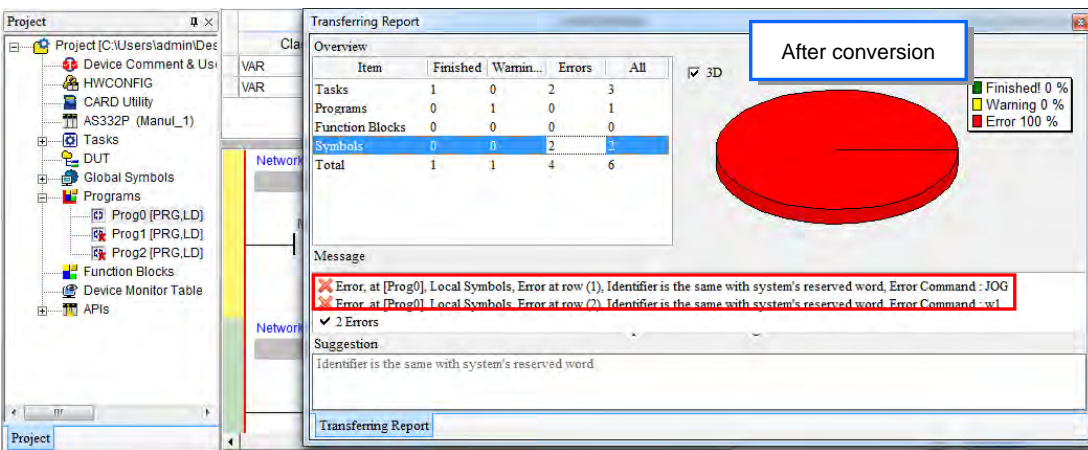 Project
Project [C:\Users\admin\Des
Device Comment & Us
HWCONFIG
CARD Utility
AS332P (Manul_1)
Tasks
DUT
Global Symbols
Programs
Prog0 [PRG,LD]
Prog1 [PRG,LD]
Prog2 [PRG,LD]
Function Blocks
Device Monitor Table
APIs
Project
Cla
VAR
VAR
Network
Network
Transferring Report
After conversion
Overview
Item Finished Warnin... Errors All
Tasks 1 0 2 3
Programs 0 1 0 1
Function Blocks 0 0 0 0
Symbols 0 0 2 2
Total 1 1 4 6
3D
Finished! 0 %
Warning 0 %
Error 100 %
Message
Error, at [Prog0], Local Symbols, Error at row (1), Identifier is the same with system's reserved word, Error Command : JOG
Error, at [Prog0], Local Symbols, Error at row (2), Identifier is the same with system's reserved word, Error Command : w1
2 Errors
Suggestion
Identifier is the same with system's reserved word
Transferring Report